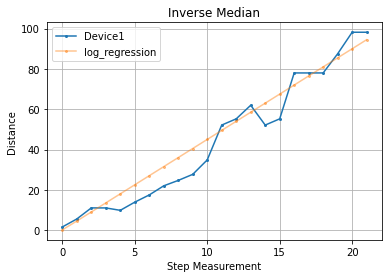 Inverse Median
Device1
log_regression
100
80
60
40
20
0
Distance
0 5 10 15 20
Step Measurement